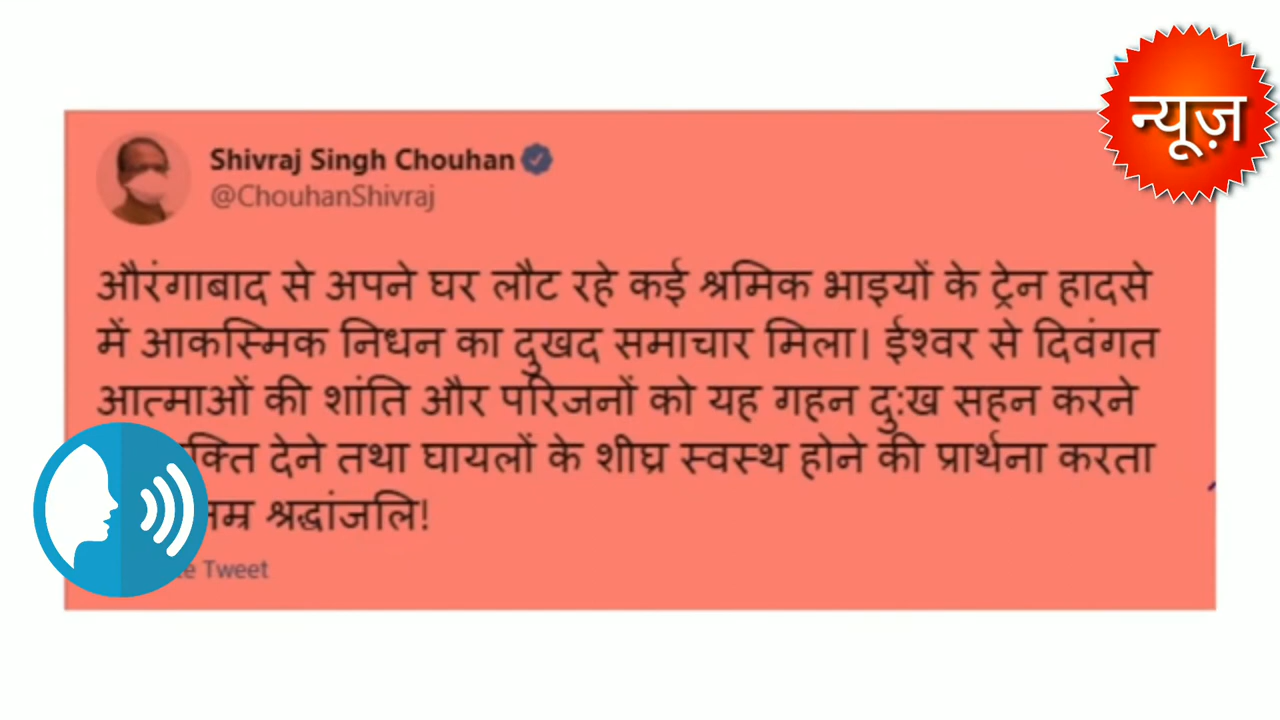 न्यूज़
Shivraj Singh Chouhan
@ChouhanShivraj
औरंगाबाद से अपने घर लौट रहे कई श्रमिक भाइयों के ट्रेन हादसे
में आकस्मिक निधन का दुखद समाचार मिला। ईश्वर से दिवंगत
आत्माओं की शांति और परिजनों को यह गहन दु:ख सहन करने
देने तथा घायलों के शीघ्र स्वस्थ होने की प्रार्थना करता
श्रद्धांजलि!
Tweet